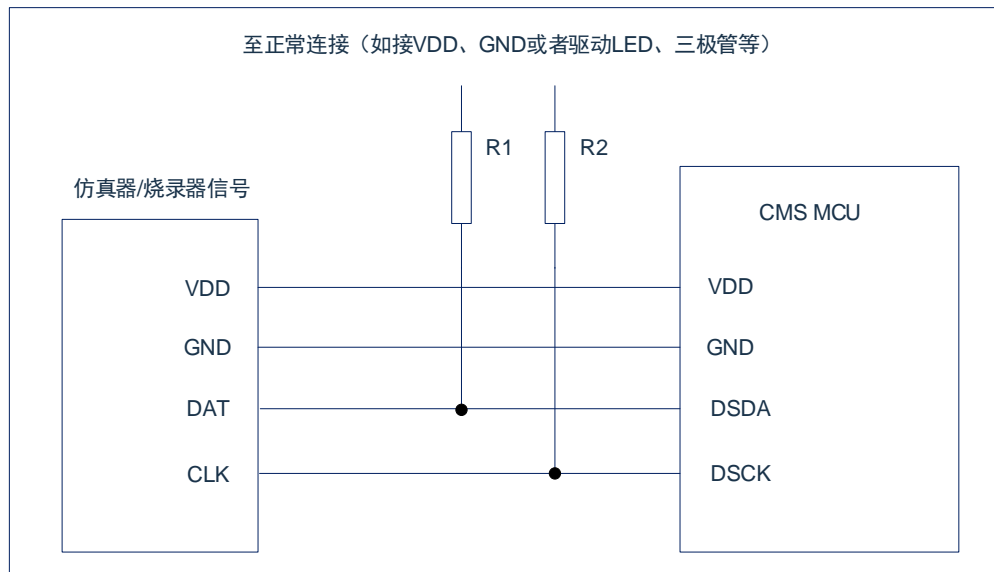 至正常连接（如接VDD、GND或者驱动LED、三极管等）
R1
R2
仿真器/烧录器信号
CMS MCU
VDD
VDD
GND
GND
DAT
DSDA
CLK
DSCK